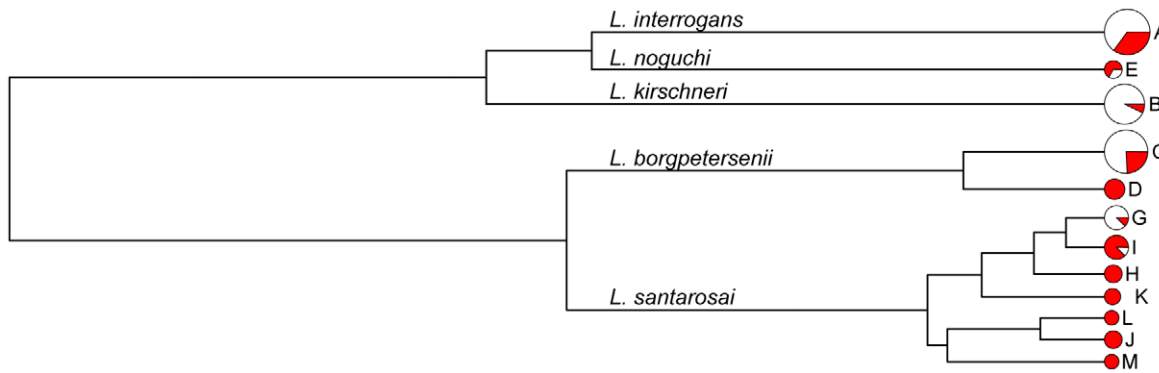 L. interrogans
A
L. noguchi
E
L. kirschneri
B
L. borgpetersenii
C
D
G
I
H
K
L. santarosai
L
J
M